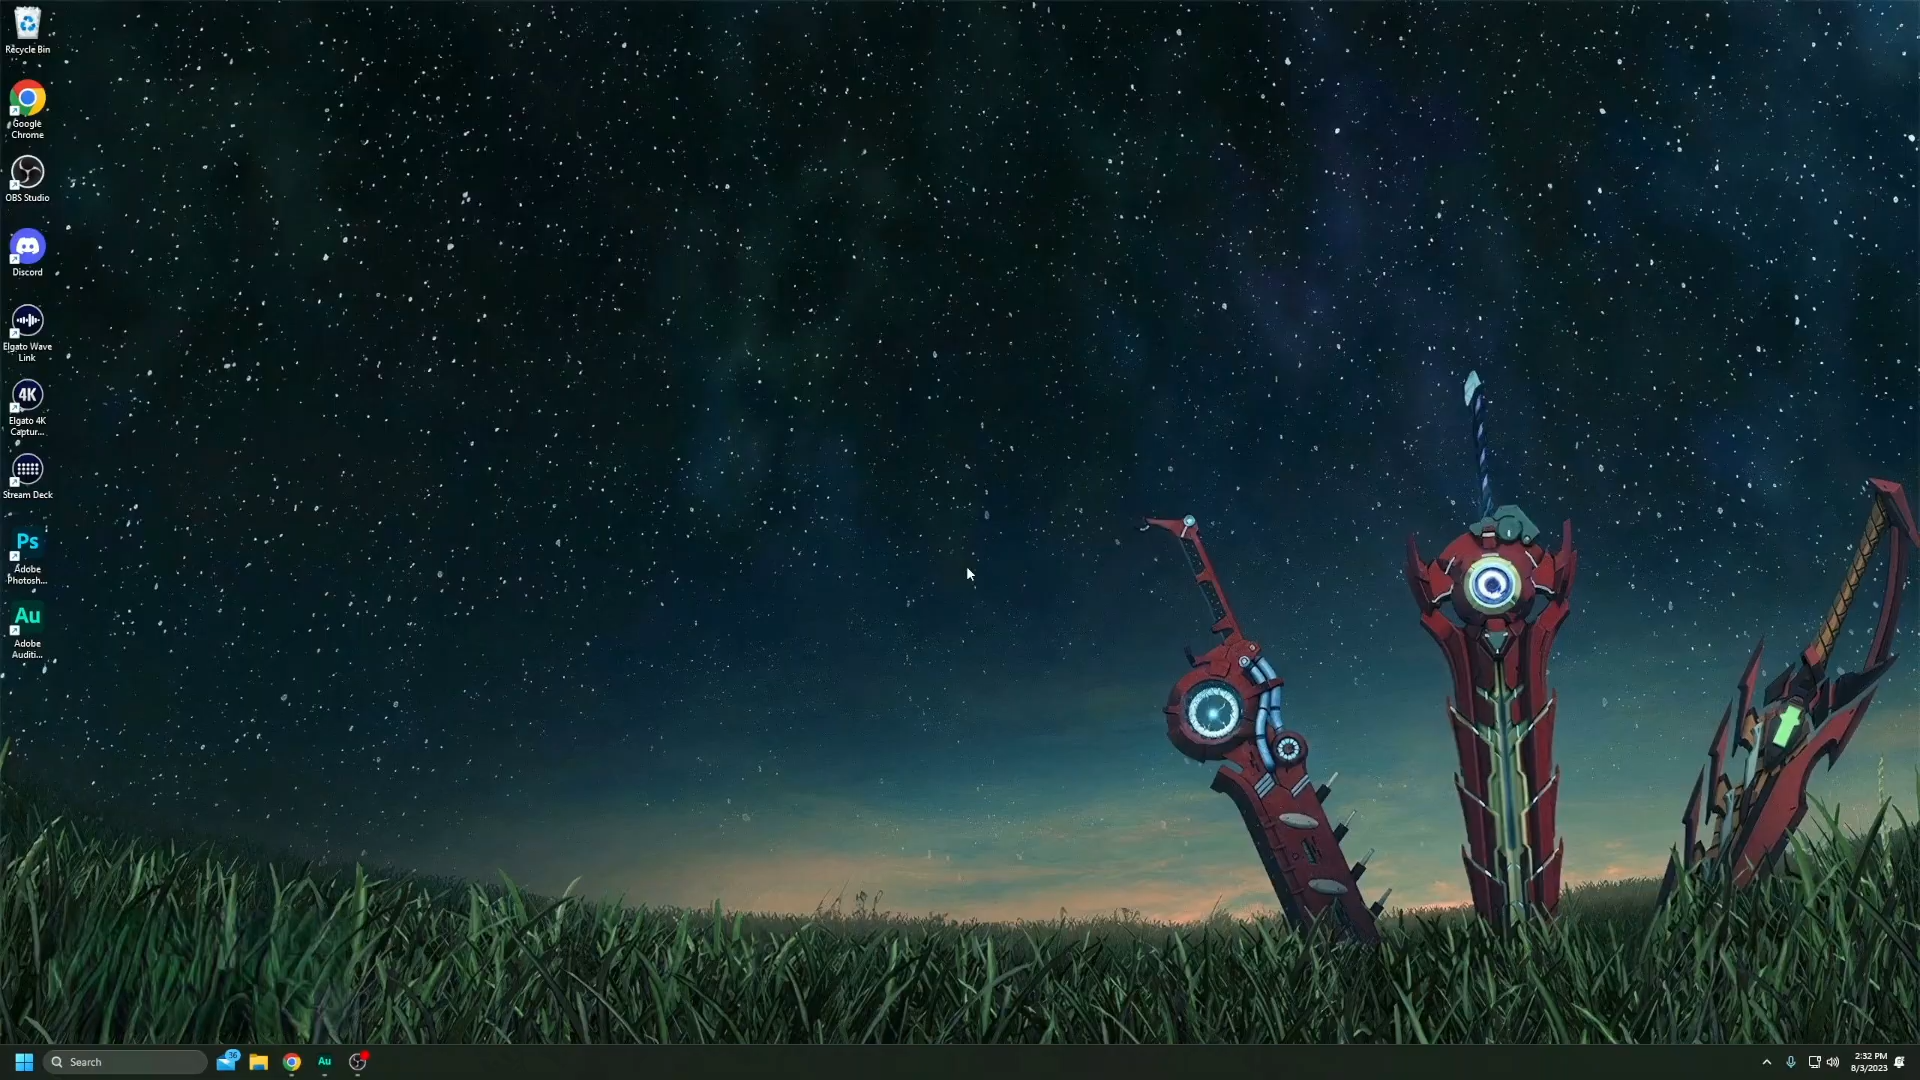 Recycle Bin
Google
Chrome
OBS Studio
Discord
Elgato Wave
Link
4K
Elgato 4K
Captur...
Stream Deck
Ps
Adobe
Photosh...
Au
Adobe
Auditi...
Search
36
Au
2:32 PM
8/3/2023